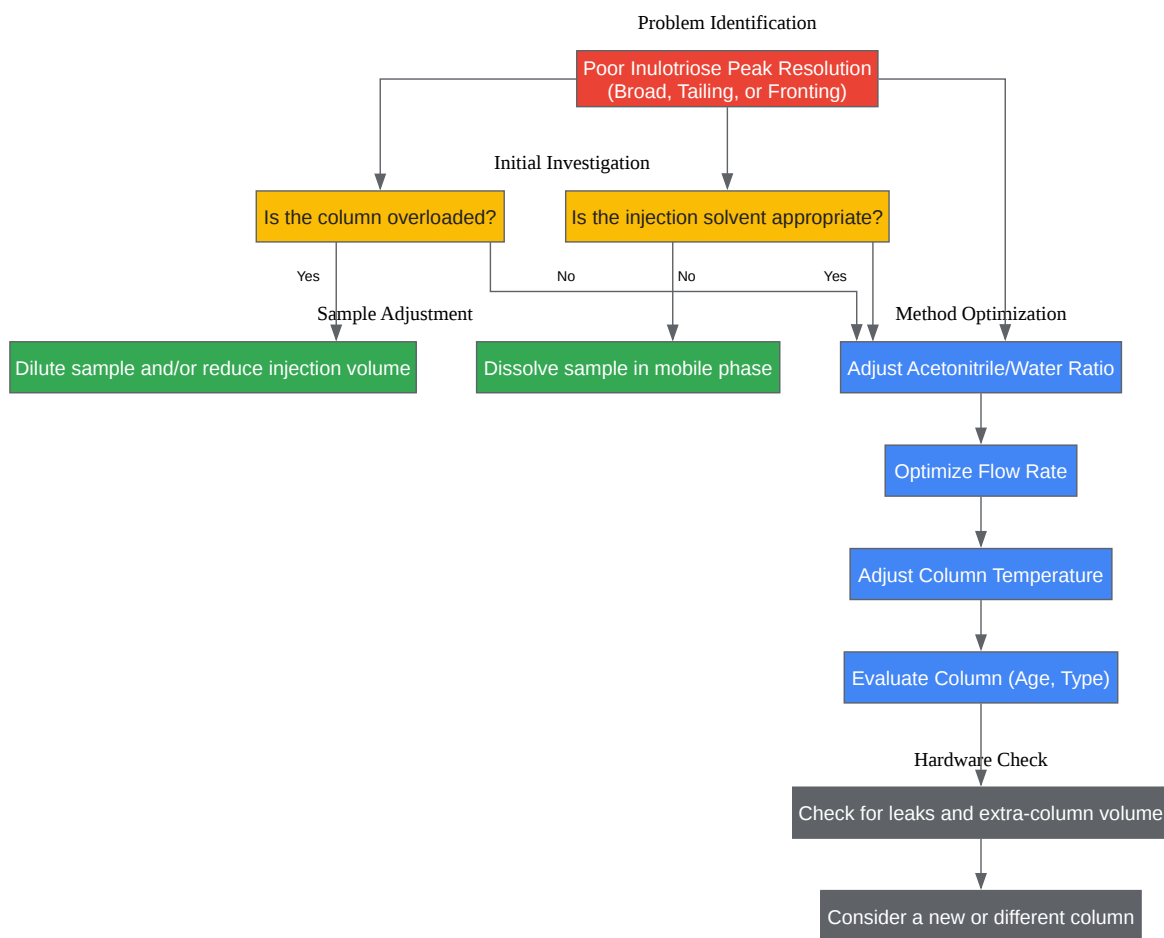 Problem Identification
Poor Inulotriose Peak Resolution
(Broad, Tailing, or Fronting)
Initial Investigation
Is the column overloaded?
Is the injection solvent appropriate?
Yes
No
No
Yes
Sample Adjustment
Method Optimization
Dilute sample and/or reduce injection volume
Dissolve sample in mobile phase
Adjust Acetonitrile/Water Ratio
Optimize Flow Rate
Adjust Column Temperature
Evaluate Column (Age, Type)
Hardware Check
Check for leaks and extra-column volume
Consider a new or different column